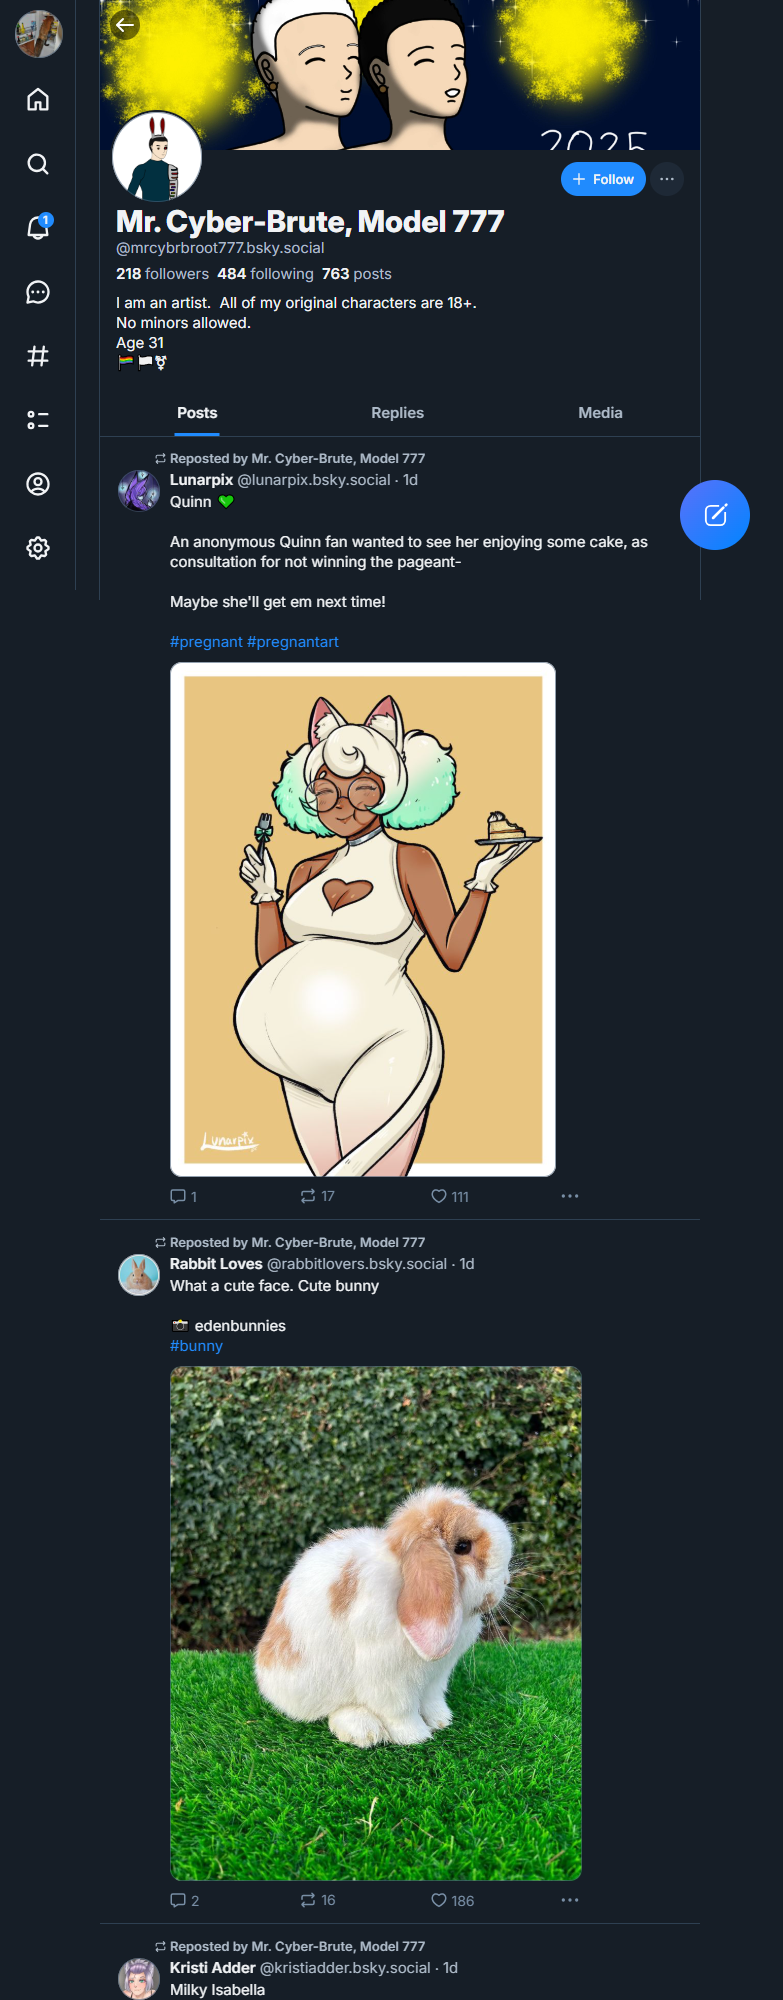 2025
+ Follow
Mr. Cyber-Brute, Model 777
@mrcybrbroot777.bsky.social
218 followers 484 following 763 posts
I am an artist. All of my original characters are 18+.
No minors allowed.
Age 31
🏳️‍🌈🏳️⚧
1
Posts Replies Media
Reposted by Mr. Cyber-Brute, Model 777
Lunarpix @lunarpix.bsky.social · 1d
Quinn 💚
An anonymous Quinn fan wanted to see her enjoying some cake, as
consultation for not winning the pageant-
Maybe she'll get em next time!
#pregnant #pregnantart
Lunarpix
1 17 111
Reposted by Mr. Cyber-Brute, Model 777
Rabbit Loves @rabbitlovers.bsky.social · 1d
What a cute face. Cute bunny
📸 edenbunnies
#bunny
2 16 186
Reposted by Mr. Cyber-Brute, Model 777
Kristi Adder @kristiadder.bsky.social · 1d
Milky Isabella